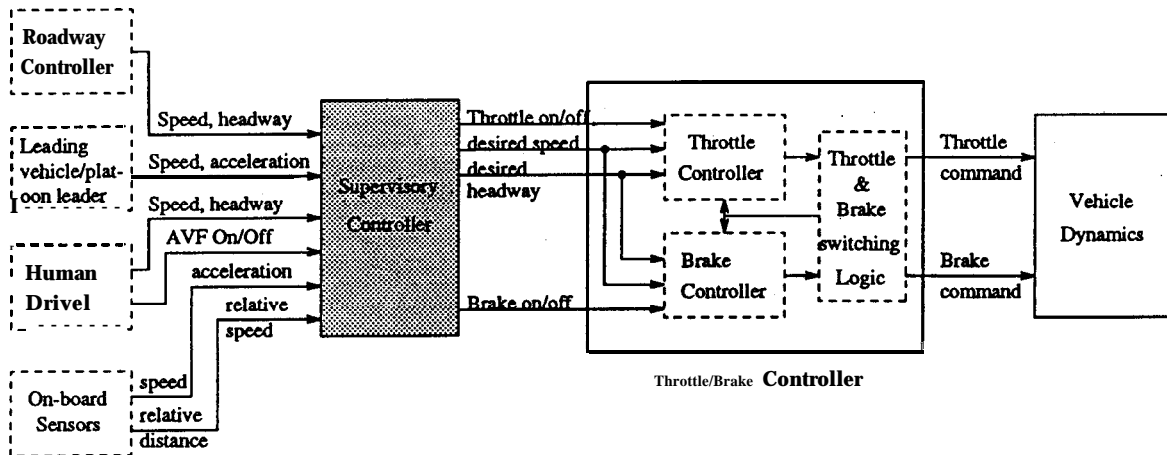 Roadway
Controller
Speed, headway
Leading
vehicle/plat-
oon leader
Speed, acceleration
Speed, headway
AVF On/Off
Human
Drivel
acceleration
relative
speed
speed
On-board
Sensors
relative
distance
Supervisory
Controller
Throttle on/off
desired speed
desired
headway
Brake on/off
Throttle
Controller
Brake
Controller
Throttle
&
Brake
switching
Logic
Throttle/Brake Controller
Throttle
command
Brake
command
Vehicle
Dynamics